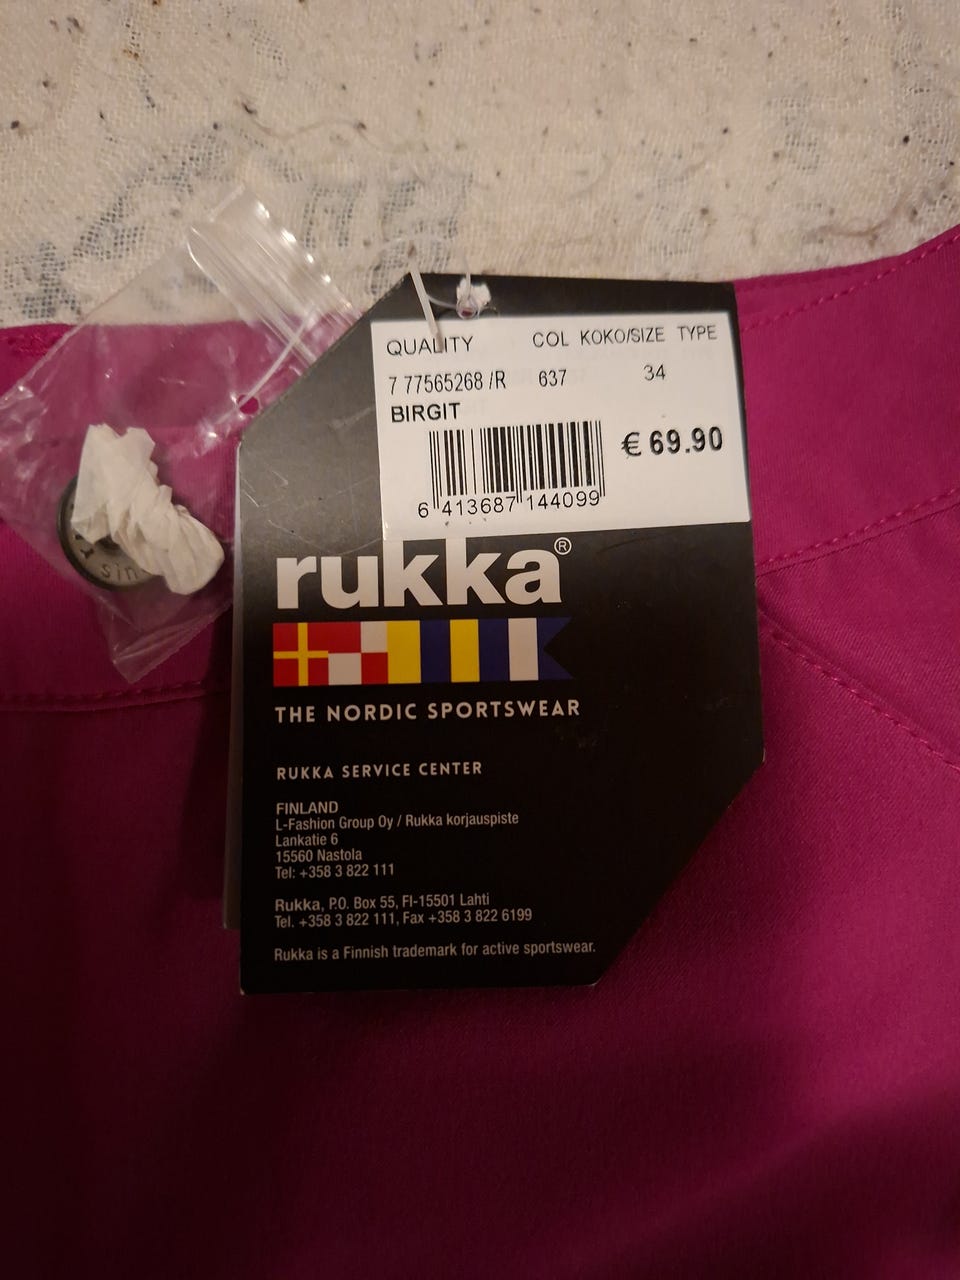 QUALITY COL KOKO/SIZE TYPE
7 77565268 /R 637 34
BIRGIT
€ 69.90
6 413687 144099
rukka®
THE NORDIC SPORTSWEAR
RUKKA SERVICE CENTER
FINLAND
L-Fashion Group Oy / Rukka korjauspiste
Lankatie 6
15560 Nastola
Tel: +358 3 822 111
Rukka, P.O. Box 55, FI-15501 Lahti
Tel. +358 3 822 111, Fax +358 3 822 6199
Rukka is a Finnish trademark for active sportswear.